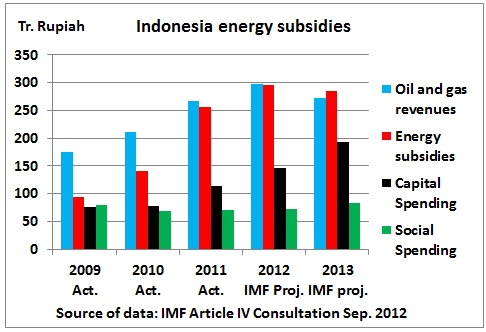 Tr. Rupiah
Indonesia energy subsidies
350
300
250
200
150
100
50
0
2009
Act.
2010
Act.
2011
Act.
2012
IMF Proj.
2013
IMF proj.
Oil and gas
revenues
Energy
subsidies
Capital
Spending
Social
Spending
Source of data: IMF Article IV Consultation Sep. 2012